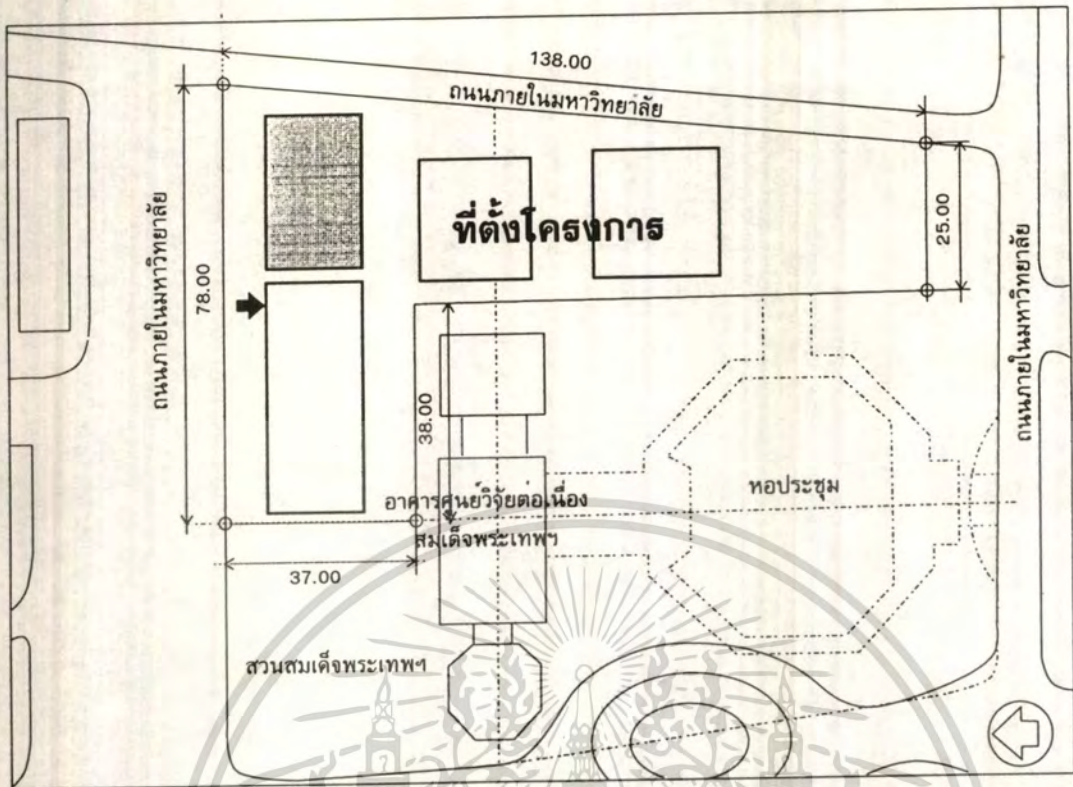 138.00
ถนนภายในมหาวิทยาลัย
ที่ตั้งโครงการ
25.00
ถนนภายในมหาวิทยาลัย
78.00
38.00
ถนนภายในมหาวิทยาลัย
หอประชุม
อาคารศูนย์วิจัยต่อเนื่อง
สมเด็จพระเทพฯ
37.00
สวนสมเด็จพระเทพฯ